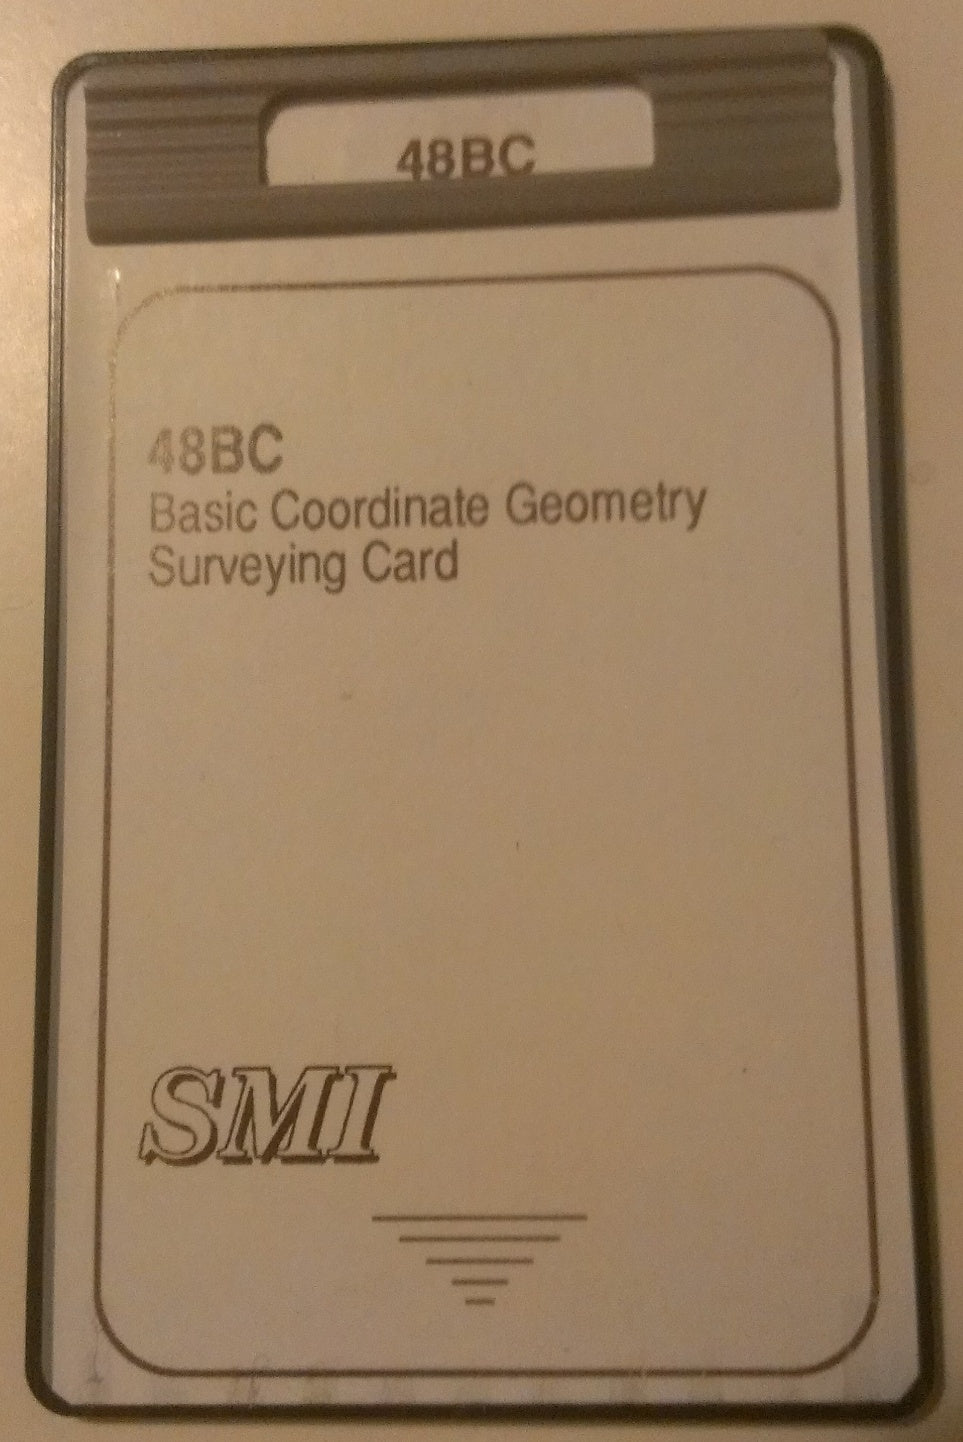 48BC
48BC
Basic Coordinate Geometry
Surveying Card
SMI